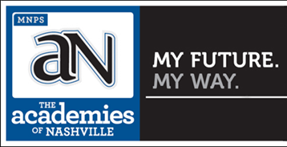 MNPS
aN
THE
academies
OF NASHVILLE
MY FUTURE.
MY WAY.